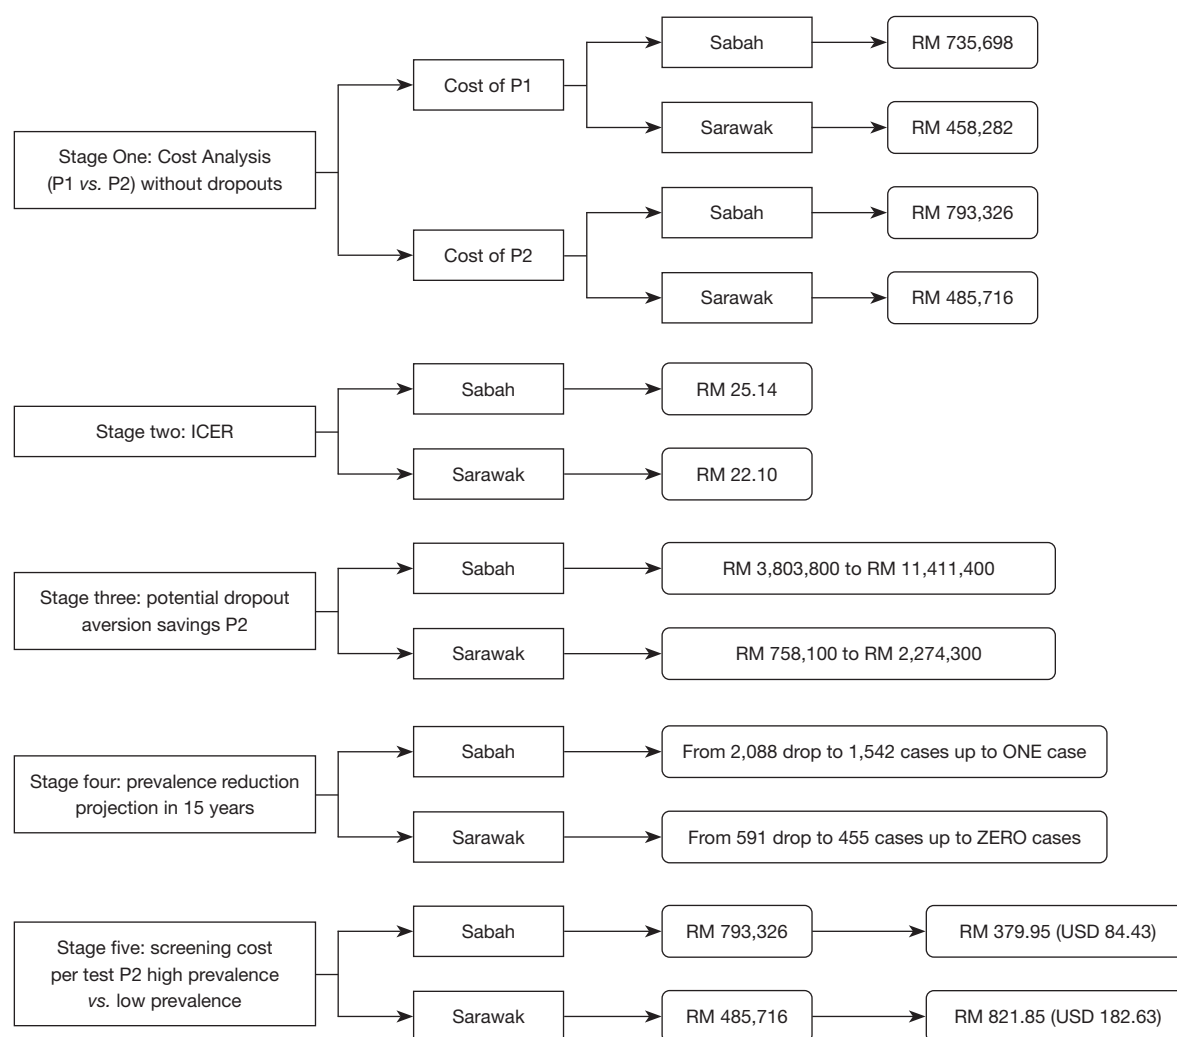 Stage One: Cost Analysis
(P1 vs. P2) without dropouts
Cost of P1
Sabah
RM 735,698
Sarawak
RM 458,282
Cost of P2
Sabah
RM 793,326
Sarawak
RM 485,716
Stage two: ICER
Sabah
RM 25.14
Sarawak
RM 22.10
Stage three: potential dropout
aversion savings P2
Sabah
RM 3,803,800 to RM 11,411,400
Sarawak
RM 758,100 to RM 2,274,300
Stage four: prevalence reduction
projection in 15 years
Sabah
From 2,088 drop to 1,542 cases up to ONE case
Sarawak
From 591 drop to 455 cases up to ZERO cases
Stage five: screening cost
per test P2 high prevalence
vs. low prevalence
Sabah
RM 793,326
RM 379.95 (USD 84.43)
Sarawak
RM 485,716
RM 821.85 (USD 182.63)